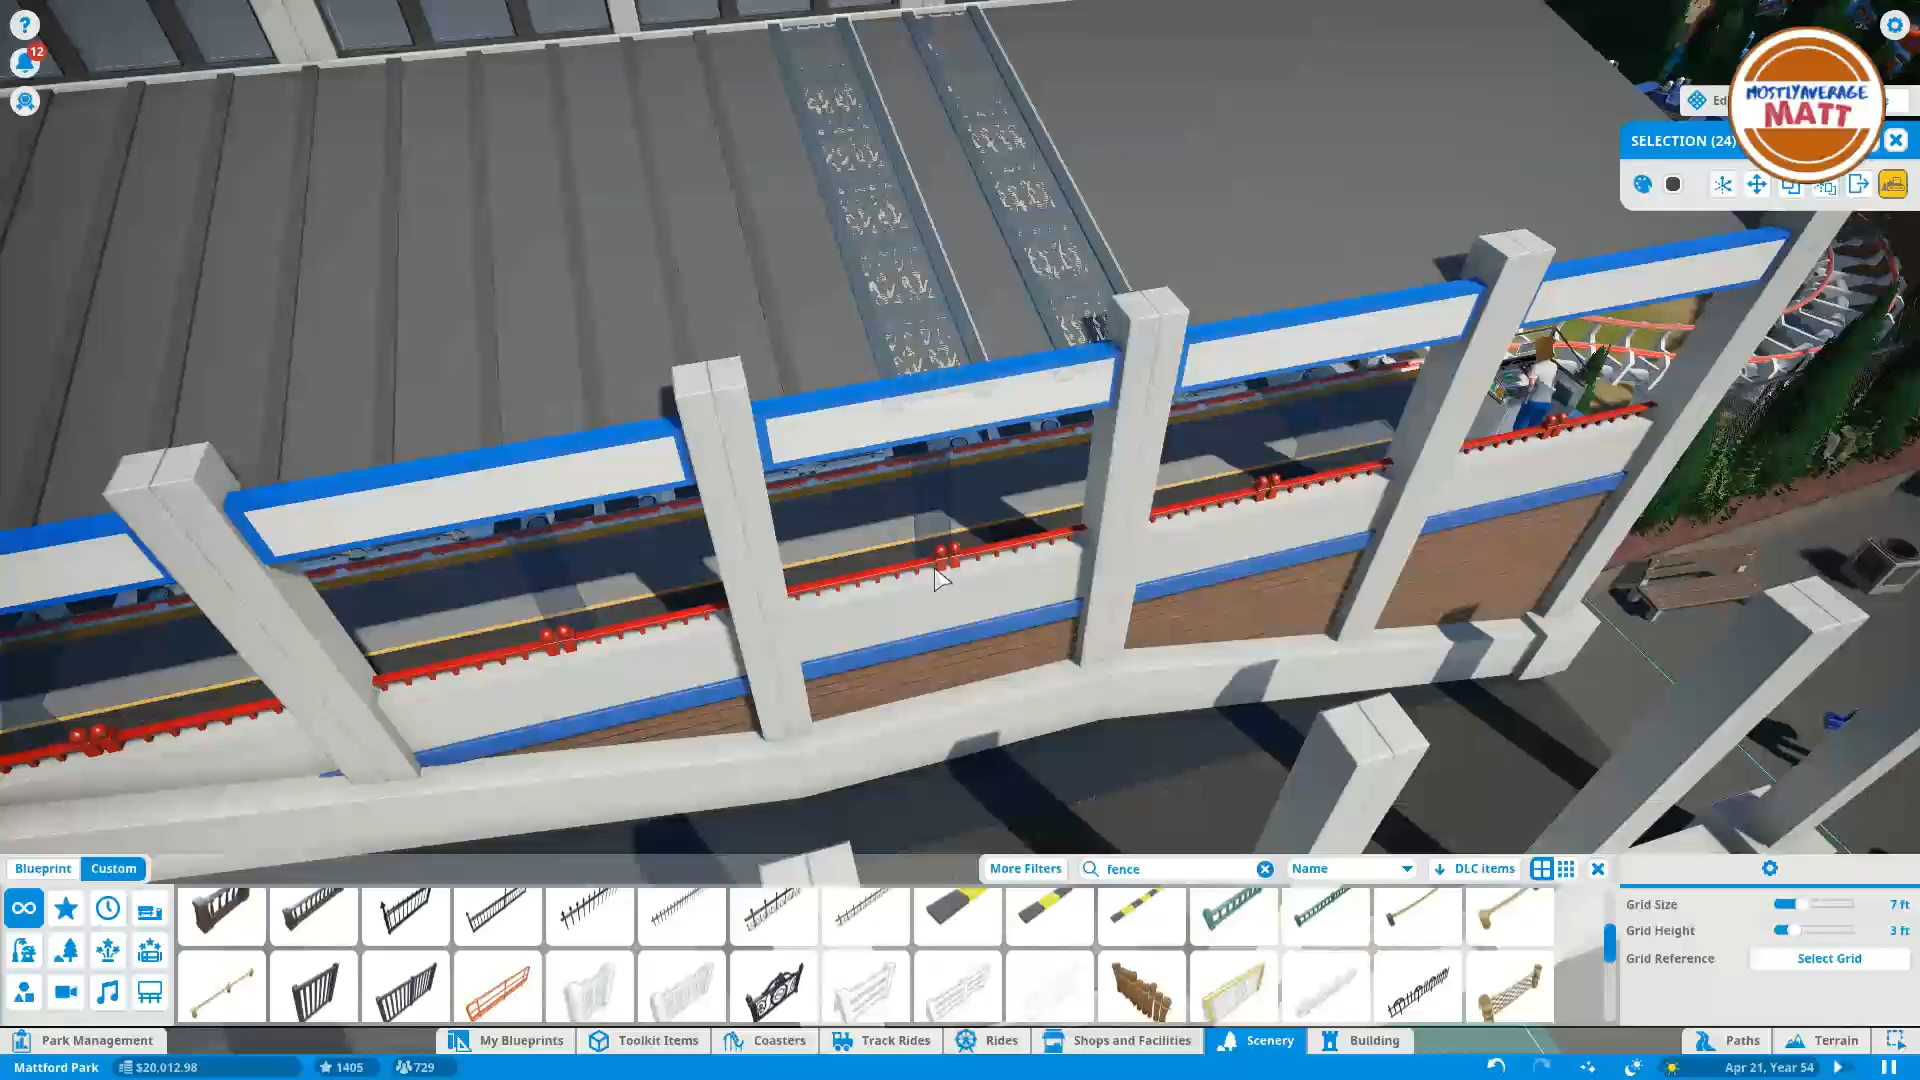 ?
12
MOSTLYAVERAGE
MATT
SELECTION (24)
Blueprint
Custom
More Filters
fence
Name
DLC items
Grid Size
7 ft
Grid Height
3 ft
Grid Reference
Select Grid
Park Management
My Blueprints
Toolkit Items
Coasters
Track Rides
Rides
Shops and Facilities
Scenery
Building
Paths
Terrain
Mattford Park
$20,012.98
1405
729
Apr 21, Year 54